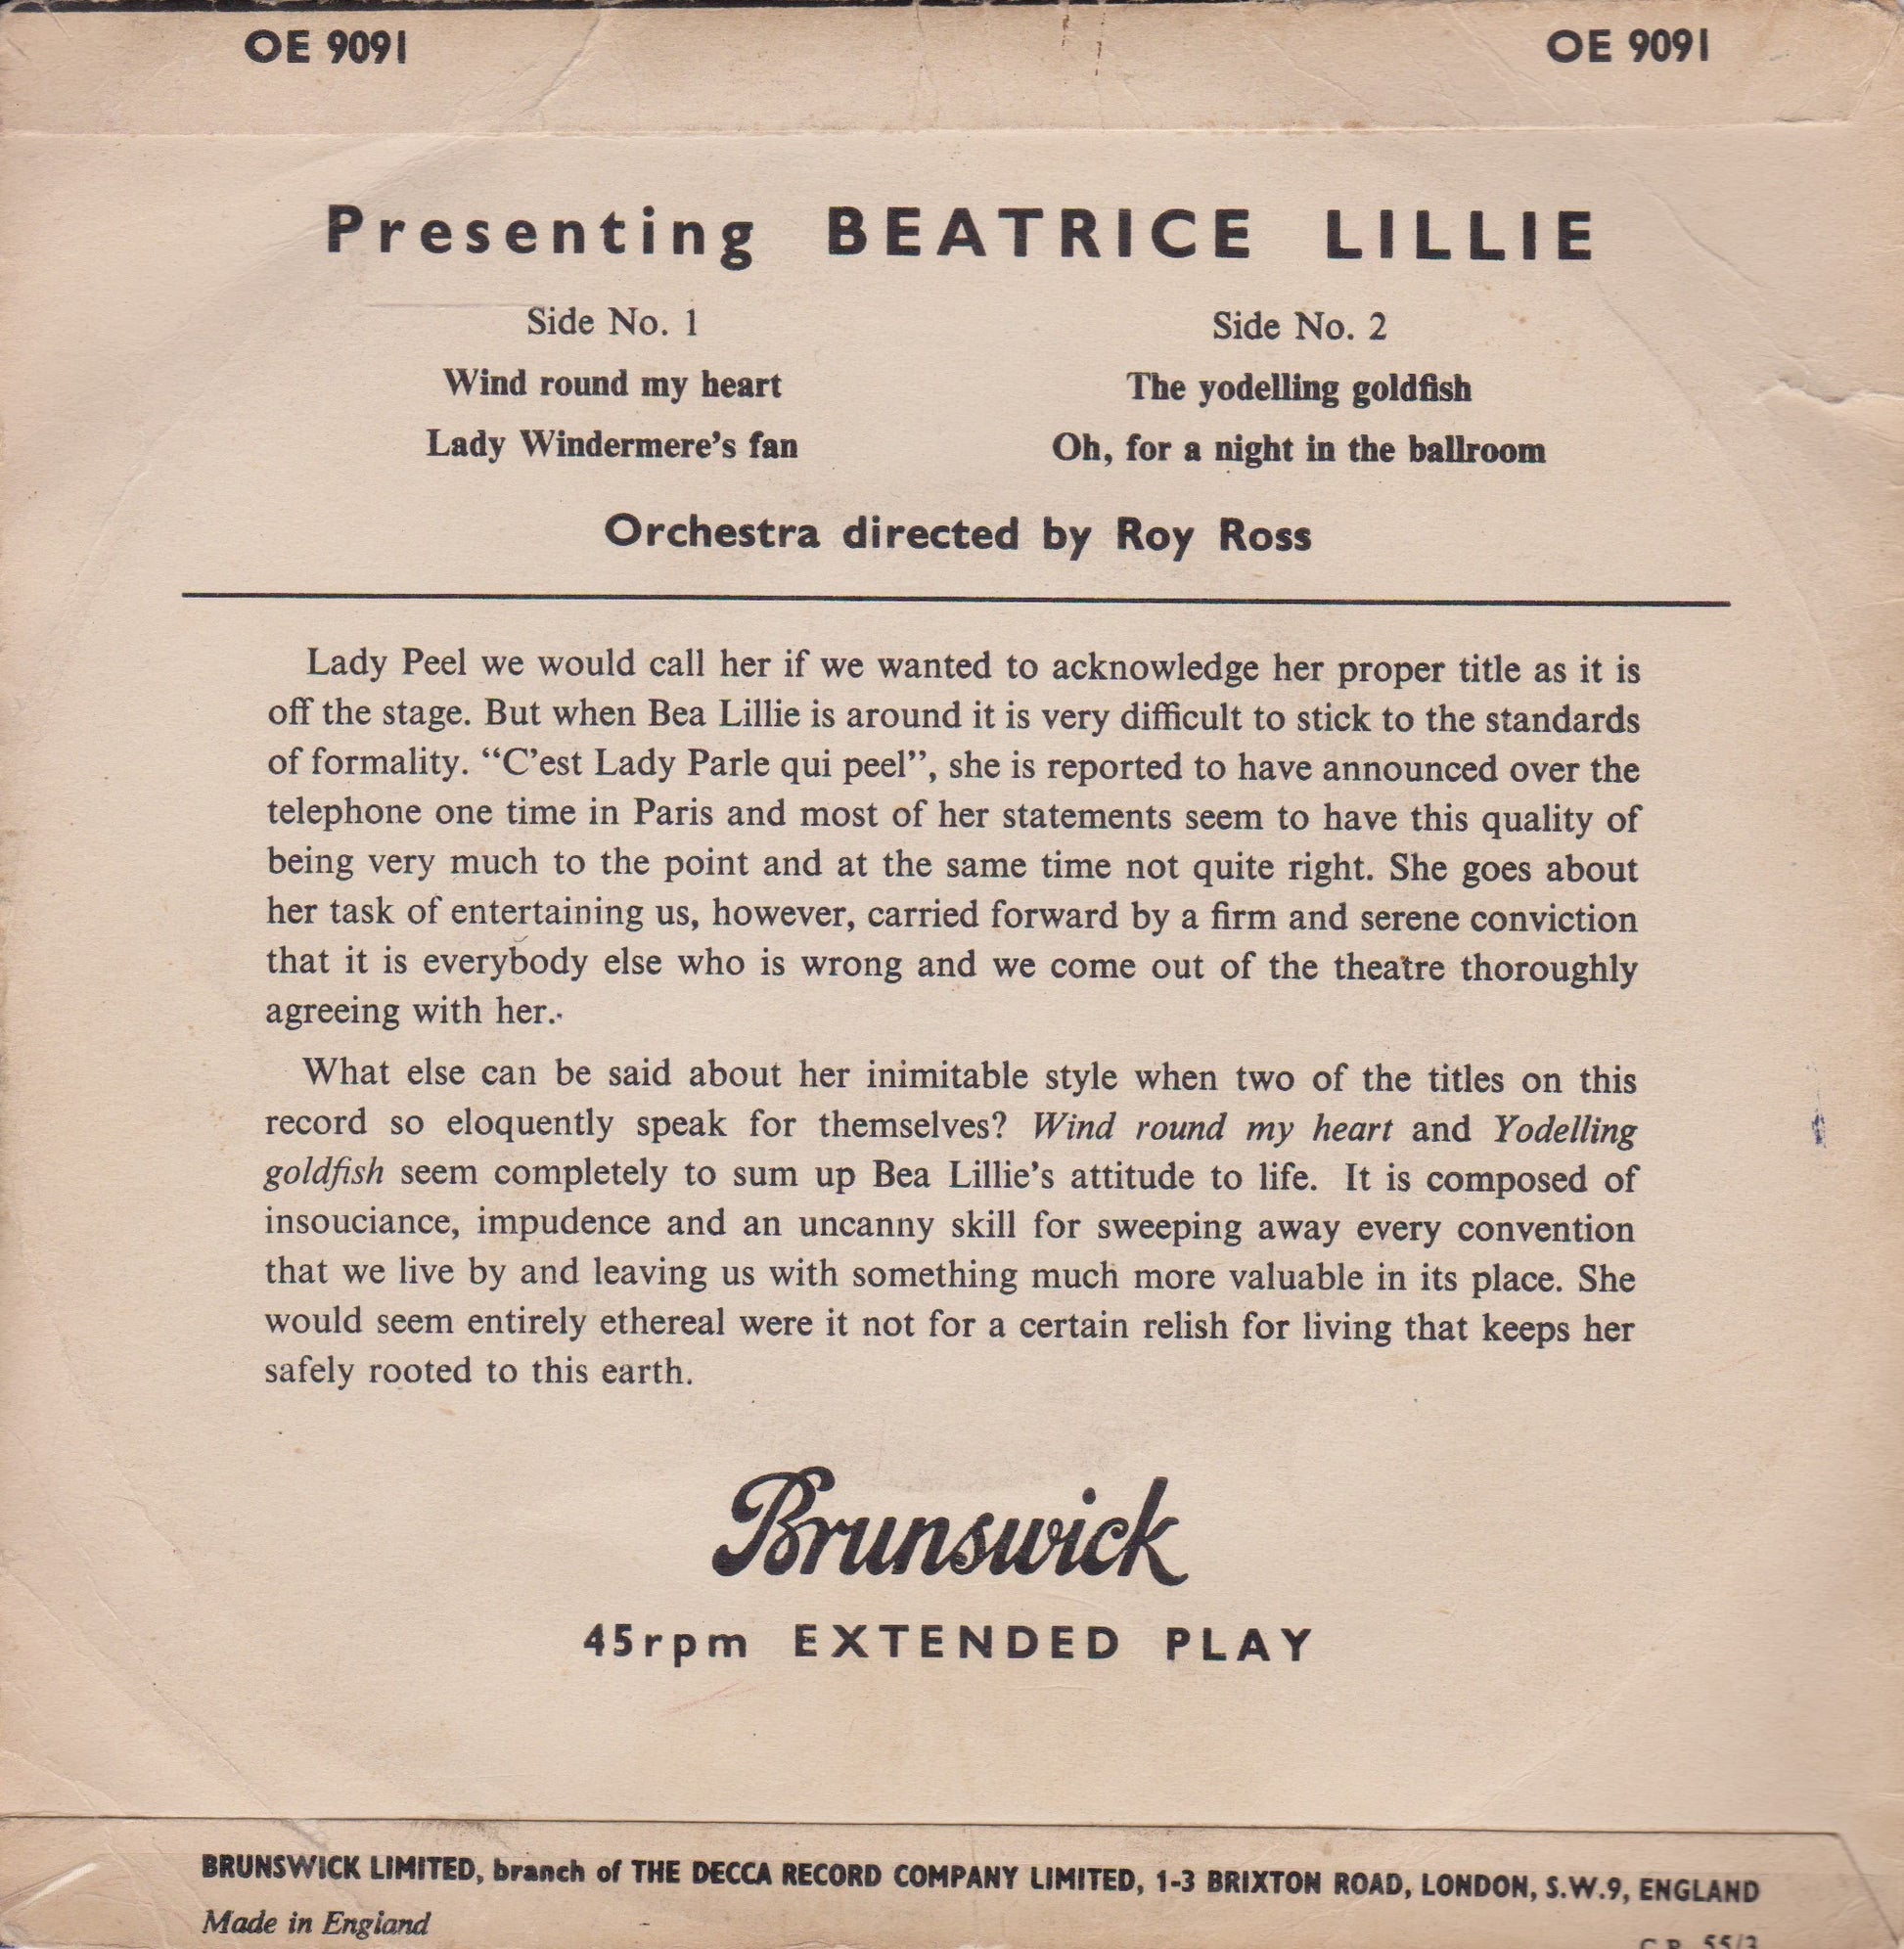 OE 9091 OE 9091
Presenting BEATRICE LILLIE
Side No. 1
Wind round my heart
Lady Windermere's fan
Side No. 2
The yodelling goldfish
Oh, for a night in the ballroom
Orchestra directed by Roy Ross
Lady Peel we would call her if we wanted to acknowledge her proper title as it is
off the stage. But when Bea Lillie is around it is very difficult to stick to the standards
of formality. “C’est Lady Parle qui peel”, she is reported to have announced over the
telephone one time in Paris and most of her statements seem to have this quality of
being very much to the point and at the same time not quite right. She goes about
her task of entertaining us, however, carried forward by a firm and serene conviction
that it is everybody else who is wrong and we come out of the theatre thoroughly
agreeing with her.
What else can be said about her inimitable style when two of the titles on this
record so eloquently speak for themselves? Wind round my heart and Yodelling
goldfish seem completely to sum up Bea Lillie’s attitude to life. It is composed of
insouciance, impudence and an uncanny skill for sweeping away every convention
that we live by and leaving us with something much more valuable in its place. She
would seem entirely ethereal were it not for a certain relish for living that keeps her
safely rooted to this earth.
Brunswick
45rpm EXTENDED PLAY
BRUNSWICK LIMITED, branch of THE DECCA RECORD COMPANY LIMITED, 1-3 BRIXTON ROAD, LONDON, S.W.9, ENGLAND
Made in England